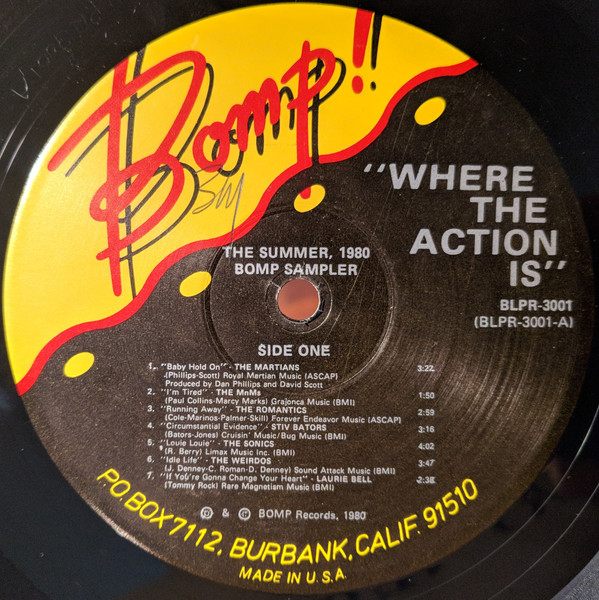 Bomp!!
"WHERE
THE
ACTION
IS"
THE SUMMER, 1980
BOMP SAMPLER
BLPR-3001
(BLPR-3001-A)
SIDE ONE
1. "Baby Hold On" - THE MARTIANS 3:22
(Phillips-Scott) Royal Martian Music (ASCAP)
Produced by Dan Phillips and David Scott
2. "I'm Tired" - THE MnMs 1:50
(Paul Collins-Marcy Marks) Grajonca Music (BMI)
3. "Running Away" - THE ROMANTICS 2:59
(Cole-Marinos-Palmer-Skill) Forever Endeavor Music (ASCAP)
4. "Circumstantial Evidence" - STIV BATORS 3:16
(Bators-Jones) Cruisin' Music/Bug Music (BMI)
5. "Louie Louie" - THE SONICS 4:02
(R. Berry) Limax Music Inc. (BMI)
6. "Idle Life" - THE WEIRDOS 3:47
(J. Denney-C. Roman-D. Denney) Sound Attack Music (BMI)
7. "If You're Gonna Change Your Heart" - LAURIE BELL 2:38
(Tommy Rock) Rare Magnetism Music (BMI)
℗ & © BOMP Records, 1980
P.O. BOX 7112, BURBANK, CALIF. 91510
MADE IN U.S.A.